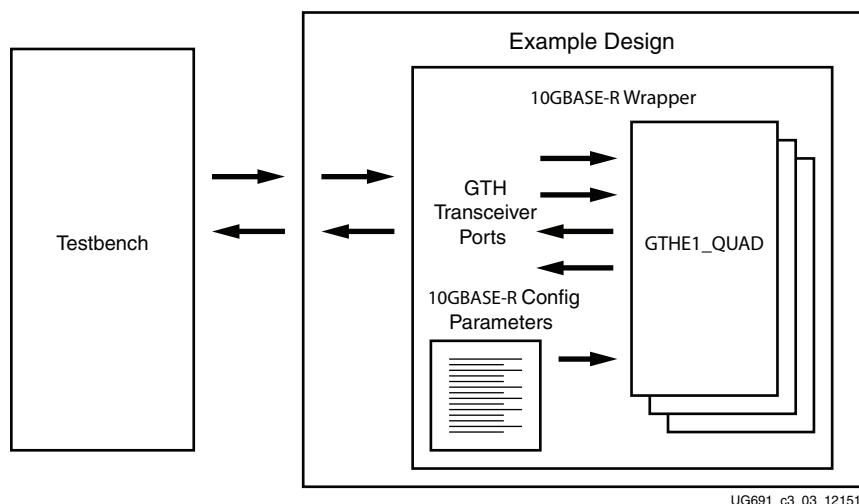 Example Design
10GBASE-R Wrapper
GTH
Transceiver
Ports
Testbench
GTHE1_QUAD
10GBASE-R Config
Parameters
UG691_c3_03_12151